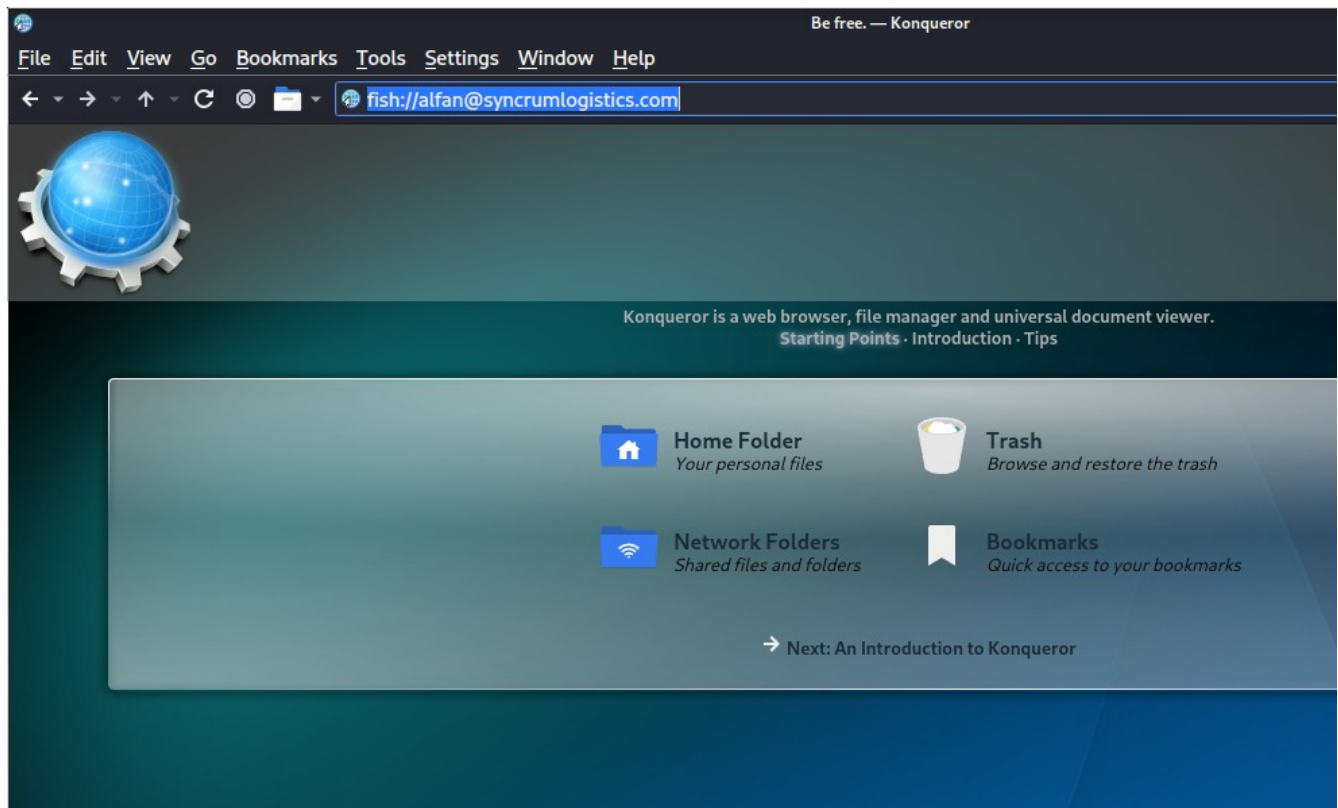 Be free. — Konqueror
File Edit View Go Bookmarks Tools Settings Window Help
fish://alfan@syncrumlogistics.com
Konqueror is a web browser, file manager and universal document viewer.
Starting Points · Introduction · Tips
Home Folder
Your personal files
Trash
Browse and restore the trash
Network Folders
Shared files and folders
Bookmarks
Quick access to your bookmarks
→ Next: An Introduction to Konqueror